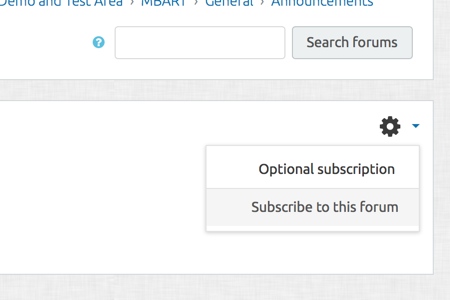 Demo and Test Area › MBART › General › Announcements
Search forums
Optional subscription
Subscribe to this forum